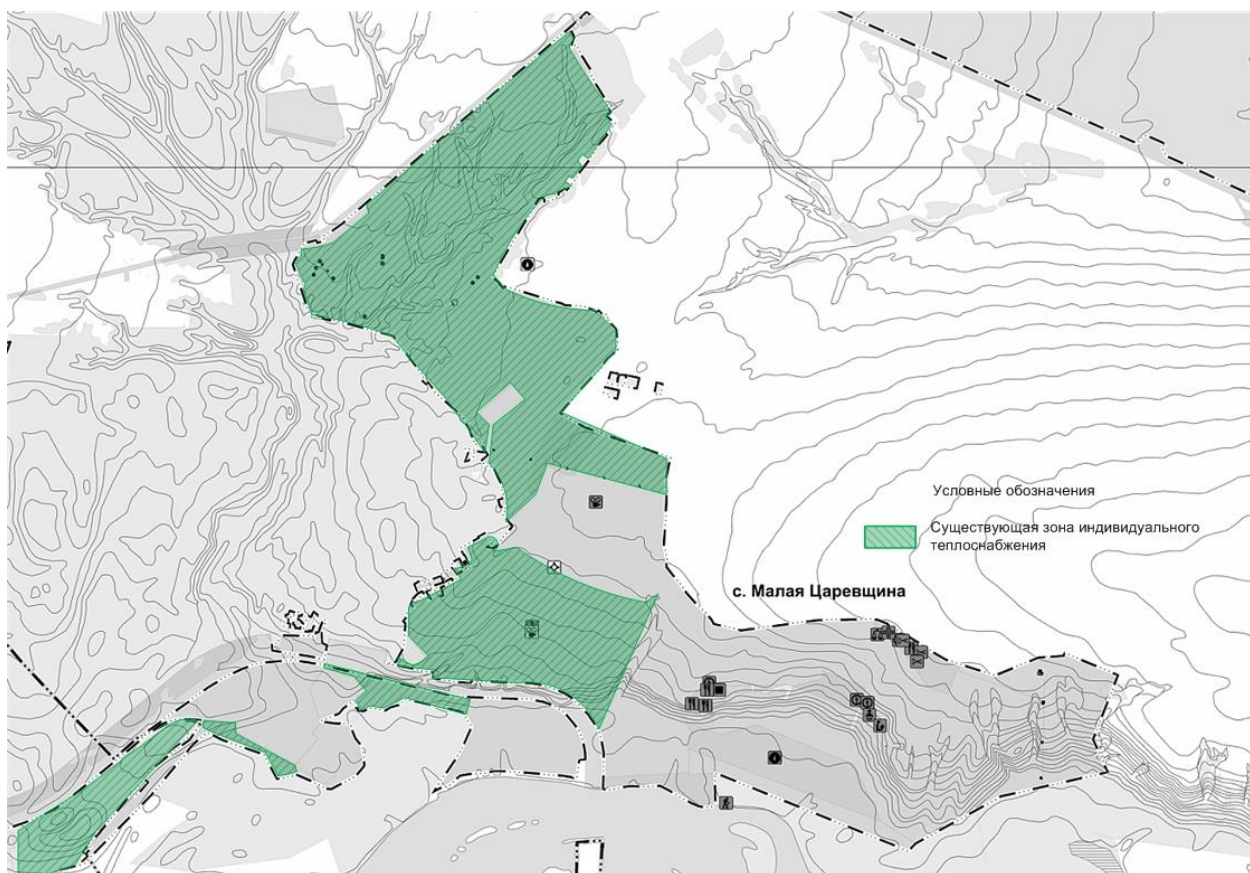 Условные обозначения
Существующая зона индивидуального
теплоснабжения
с. Малая Царевщина